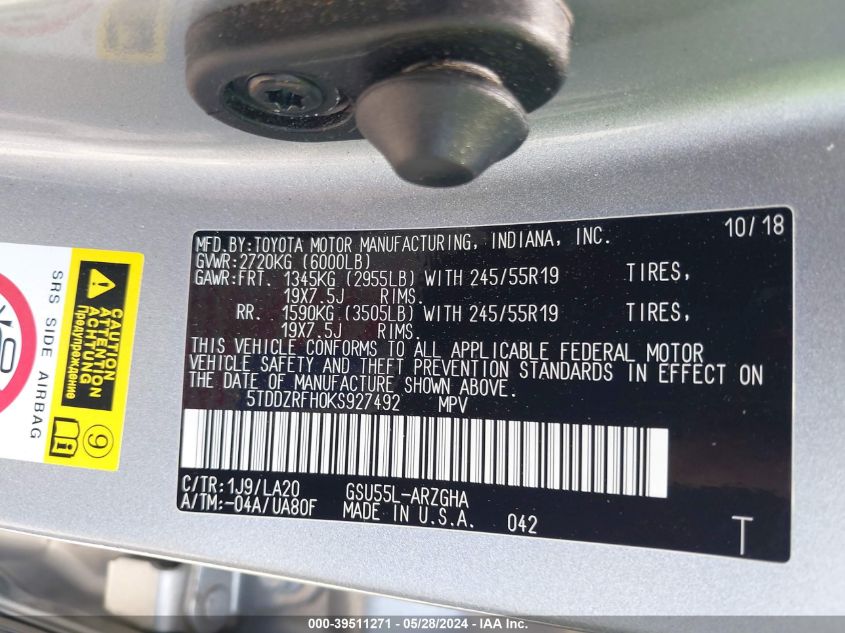 MFD.BY:TOYOTA MOTOR MANUFACTURING, INDIANA, INC. 10/18
GVWR:2720KG (6000LB)
GAWR:FRT. 1345KG (2955LB) WITH 245/55R19 TIRES,
19X7.5J RIMS.
RR. 1590KG (3505LB) WITH 245/55R19 TIRES,
19X7.5J RIMS.
THIS VEHICLE CONFORMS TO ALL APPLICABLE FEDERAL MOTOR
VEHICLE SAFETY AND THEFT PREVENTION STANDARDS IN EFFECT ON
THE DATE OF MANUFACTURE SHOWN ABOVE.
5TDDZRFH0KS927492 MPV
C/TR:1J9/LA20 GSU55L-ARZGHA
A/TM:-04A/UA80F MADE IN U.S.A. 042
T
CAUTION
ATTENTION
ACHTUNG
Предупреждение
9
SRS SIDE AIRBAG
000-39511271 - 05/28/2024 - IAAI Inc.